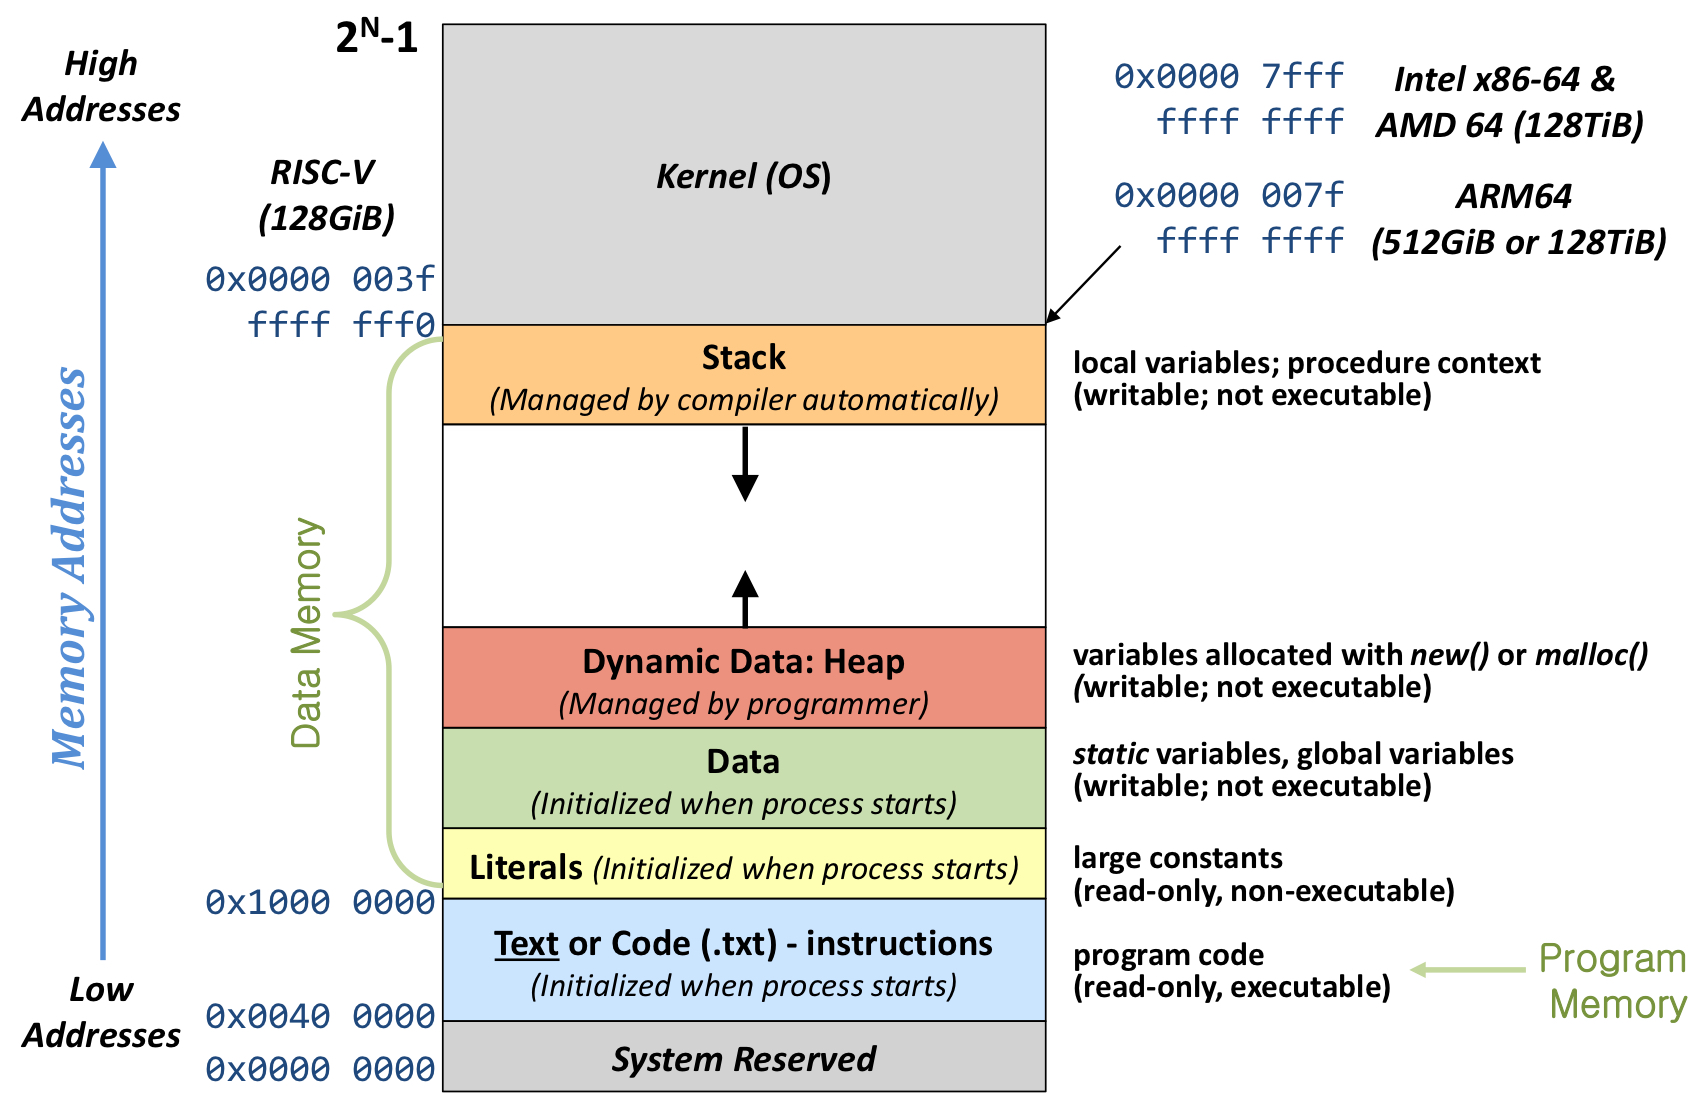 2N-1
High
Addresses
RISC-V
(128GiB)
0x0000 003f
ffff fff0
Memory Addresses
Data Memory
0x1000 0000
Low
Addresses
0x0040 0000
0x0000 0000
Kernel (OS)
Stack
(Managed by compiler automatically)
Dynamic Data: Heap
(Managed by programmer)
Data
(Initialized when process starts)
Literals (Initialized when process starts)
Text or Code (.txt) - instructions
(Initialized when process starts)
System Reserved
0x0000 7fff
ffff ffff
Intel x86-64 &
AMD 64 (128TiB)
0x0000 007f
ffff ffff
ARM64
(512GiB or 128TiB)
local variables; procedure context
(writable; not executable)
variables allocated with new() or malloc()
(writable; not executable)
static variables, global variables
(writable; not executable)
large constants
(read-only, non-executable)
program code
(read-only, executable)
Program
Memory